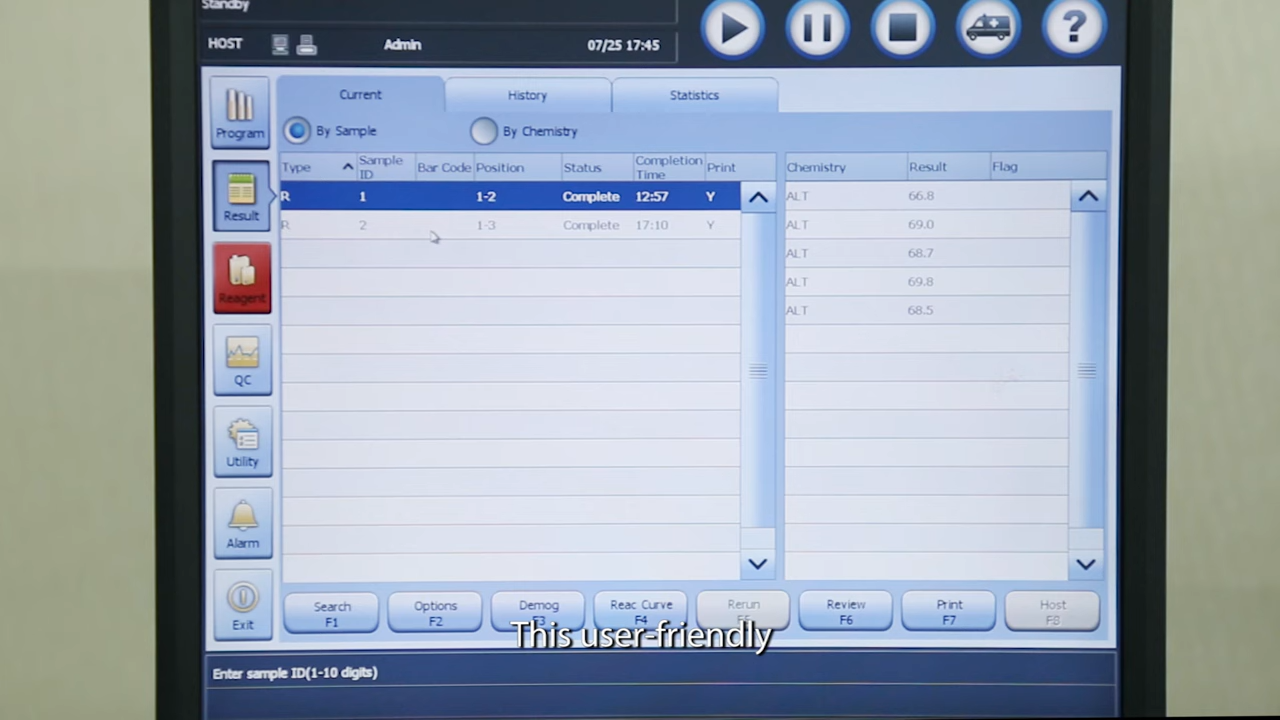 Standby
HOST Admin 07/25 17:45
?
Current History Statistics
Program
By Sample By Chemistry
Type Sample ID Bar Code Position Status Completion Time Print
Chemistry Result Flag
R 1 1-2 Complete 12:57 Y
R 2 1-3 Complete 17:10 Y
ALT 66.8
ALT 69.0
ALT 68.7
ALT 69.8
ALT 68.5
Result
Reagent
QC
Utility
Alarm
Exit
Search F1
Options F2
Demog F3
Reac Curve F4
Rerun F5
Review F6
Print F7
Host F8
This user-friendly
Enter sample ID(1-10 digits)